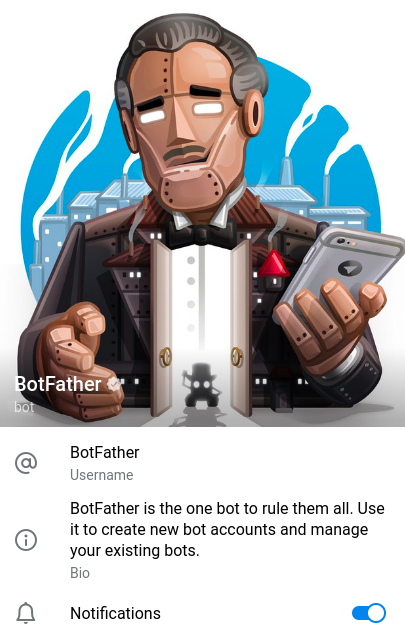 BotFather
bot
BotFather
Username
BotFather is the one bot to rule them all. Use
it to create new bot accounts and manage
your existing bots.
Bio
Notifications